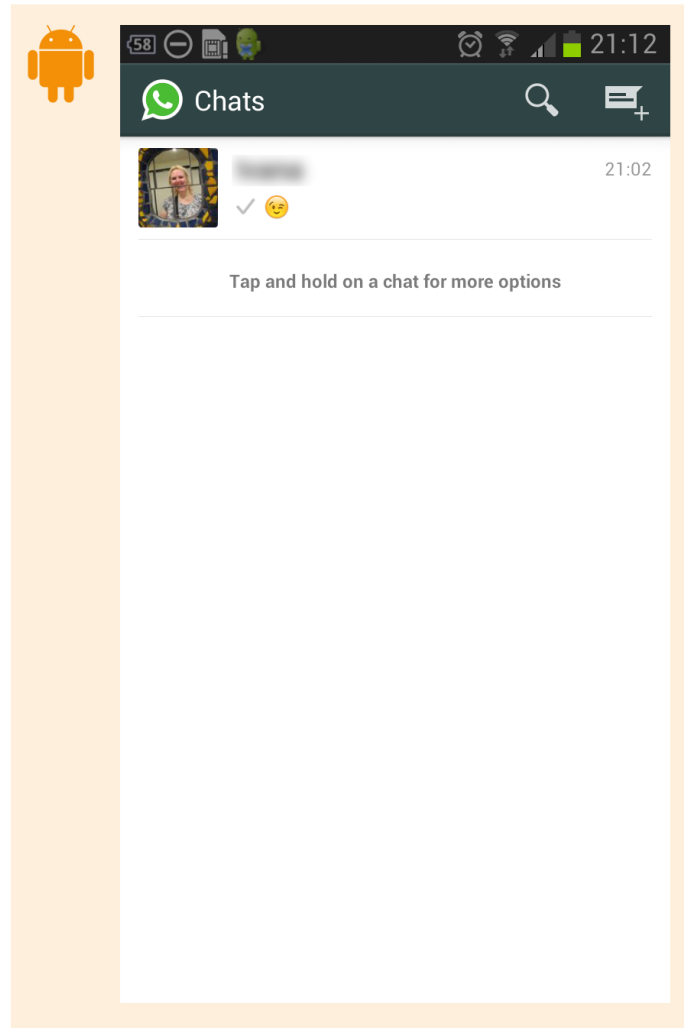 58 21:12
Chats
21:02
✓ 😉
Tap and hold on a chat for more options